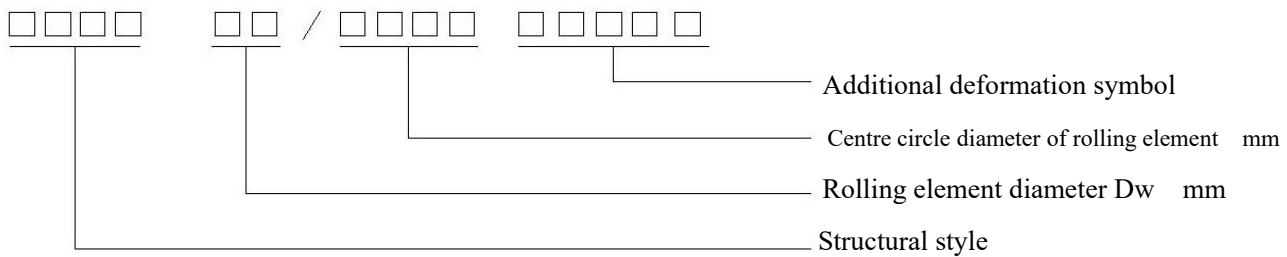 □□□□ □□ / □□□□ □□□□□
Additional deformation symbol
Centre circle diameter of rolling element mm
Rolling element diameter Dw mm
Structural style